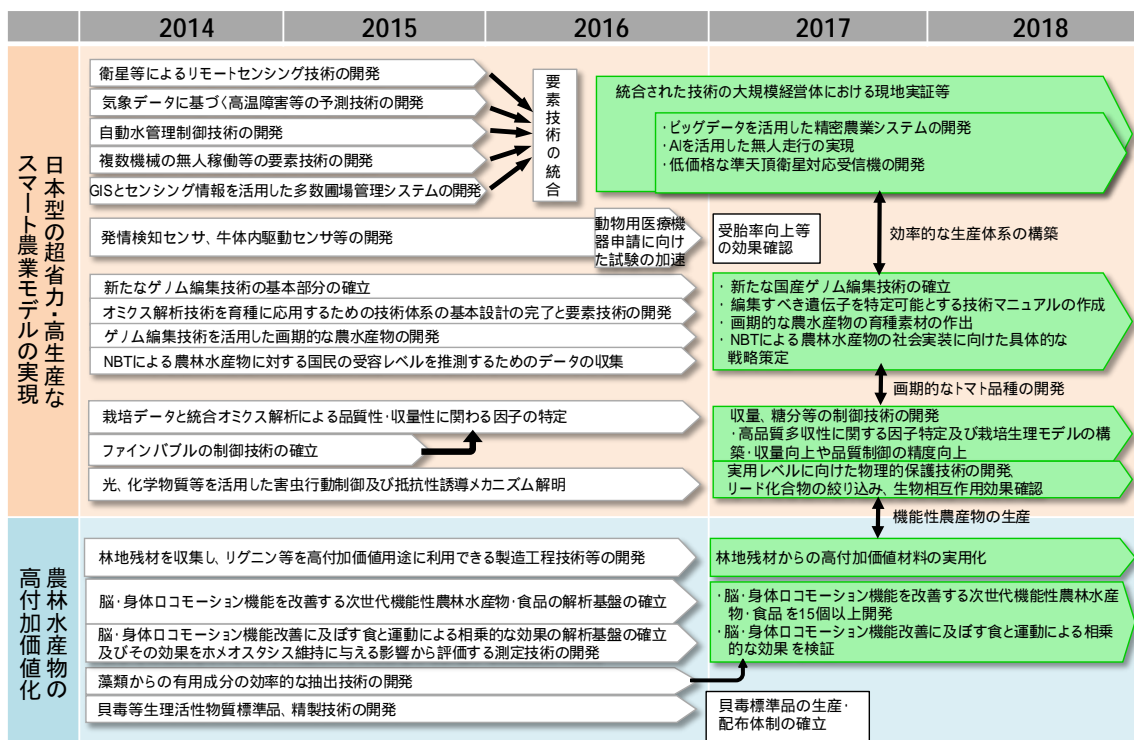 2014
2015
2016
2017
2018
日本型の超省力・高生産な
スマート農業モデルの実現
衛星等によるリモートセンシング技術の開発
気象データに基づく高温障害等の予測技術の開発
自動水管理制御技術の開発
複数機械の無人稼働等の要素技術の開発
GISとセンシング情報を活用した多数圃場管理システムの開発
要素技術の統合
統合された技術の大規模経営体における現地実証等
・ビッグデータを活用した精密農業システムの開発
・AIを活用した無人走行の実現
・低価格な準天頂衛星対応受信機の開発
発情検知センサ、牛体内駆動センサ等の開発
動物用医療機
器申請に向け
た試験の加速
受胎率向上等
の効果確認
効率的な生産体系の構築
新たなゲノム編集技術の基本部分の確立
オミクス解析技術を育種に応用するための技術体系の基本設計の完了と要素技術の開発
ゲノム編集技術を活用した画期的な農水産物の開発
NBTによる農林水産物に対する国民の受容レベルを推測するためのデータの収集
・新たな国産ゲノム編集技術の確立
・編集すべき遺伝子を特定可能とする技術マニュアルの作成
・画期的な農水産物の育種素材の作出
・NBTによる農林水産物の社会実装に向けた具体的な
戦略策定
画期的なトマト品種の開発
栽培データと統合オミクス解析による品質性・収量性に関わる因子の特定
ファインバブルの制御技術の確立
光、化学物質等を活用した害虫行動制御及び抵抗性誘導メカニズム解明
収量、糖分等の制御技術の開発
・高品質多収性に関する因子特定及び栽培生理モデルの構
築・収量向上や品質制御の精度向上
実用レベルに向けた物理的保護技術の開発、
リード化合物の絞り込み、生物相互作用効果確認
機能性農産物の生産
農林水産物の
高付加価値化
林地残材を収集し、リグニン等を高付加価値用途に利用できる製造工程技術等の開発
林地残材からの高付加価値材料の実用化
脳・身体ロコモーション機能を改善する次世代機能性農林水産物・食品の解析基盤の確立
脳・身体ロコモーション機能改善に及ぼす食と運動による相乗的な効果の解析基盤の確立
及びその効果をホメオスタシス維持に与える影響から評価する測定技術の開発
・脳・身体ロコモーション機能を改善する次世代機能性農林水産
物・食品を15個以上開発
・脳・身体ロコモーション機能改善に及ぼす食と運動による相乗
的な効果を検証
藻類からの有用成分の効率的な抽出技術の開発
貝毒等生理活性物質標準品、精製技術の開発
貝毒標準品の生産・
配布体制の確立